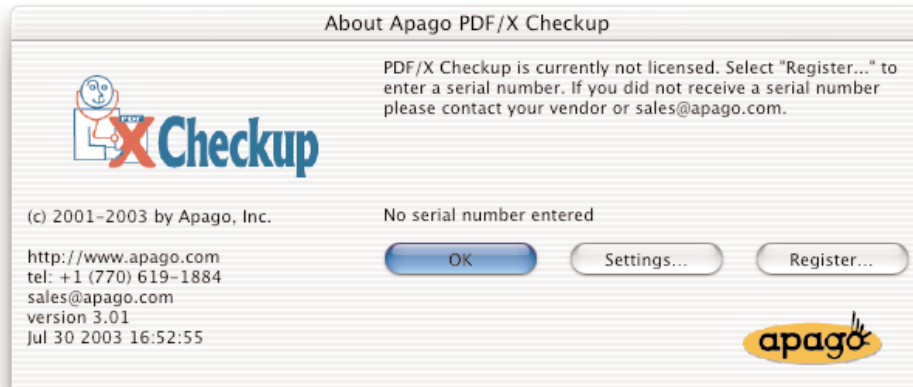 About Apago PDF/X Checkup
PDF/X Checkup is currently not licensed. Select "Register..." to
enter a serial number. If you did not receive a serial number
please contact your vendor or sales@apago.com.
PDF
X Checkup
(c) 2001-2003 by Apago, Inc.
No serial number entered
http://www.apago.com
tel: +1 (770) 619-1884
sales@apago.com
version 3.01
Jul 30 2003 16:52:55
OK
Settings...
Register...
apago